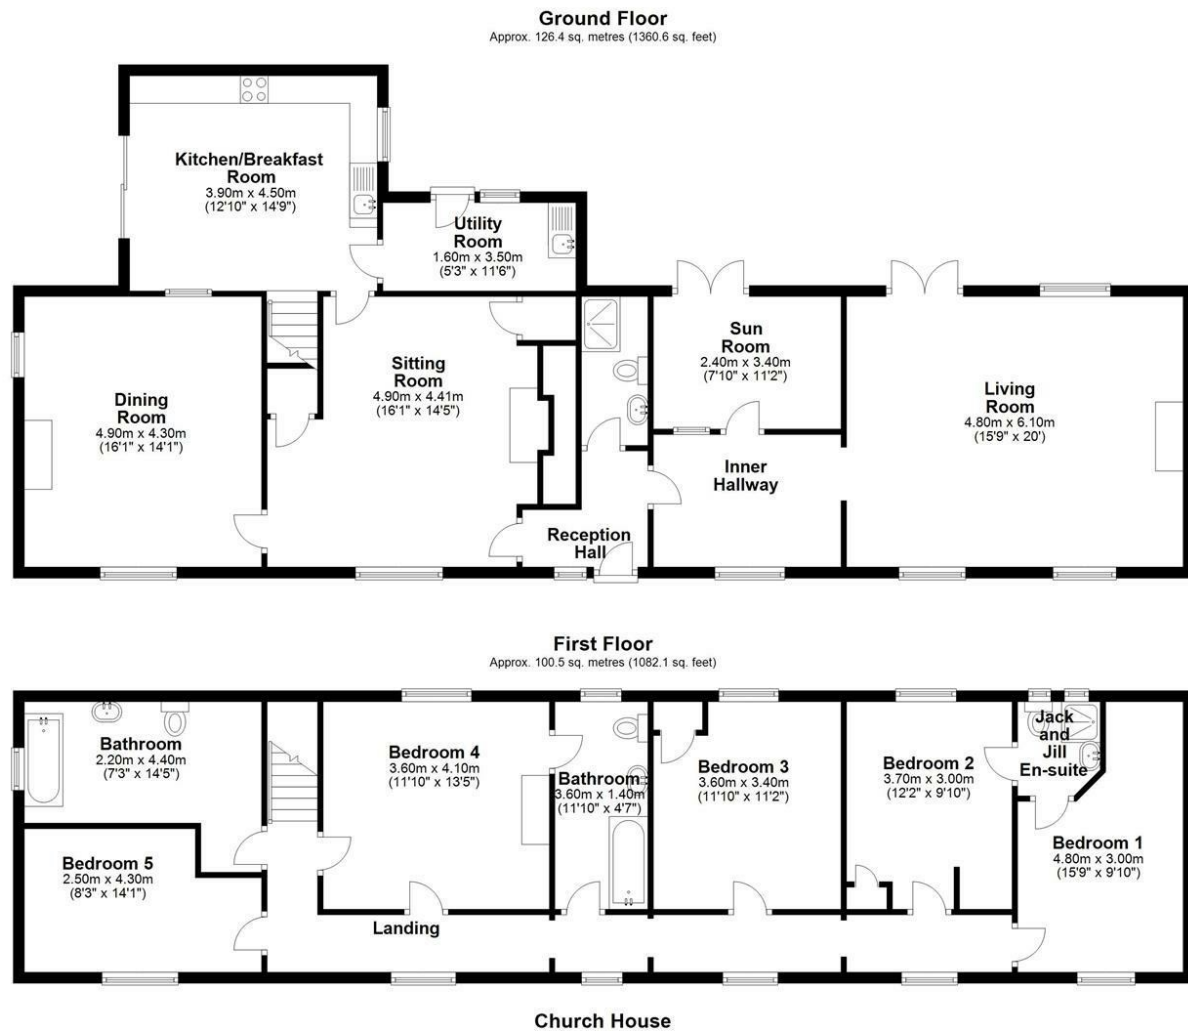 Ground Floor
Approx. 126.4 sq. metres (1360.6 sq. feet)
Kitchen/Breakfast
Room
3.90m x 4.50m
(12'10" x 14'9")
Utility
Room
1.60m x 3.50m
(5'3" x 11'6")
Dining
Room
4.90m x 4.30m
(16'1" x 14'1")
Sitting
Room
4.90m x 4.41m
(16'1" x 14'5")
Sun
Room
2.40m x 3.40m
(7'10" x 11'2")
Living
Room
4.80m x 6.10m
(15'9" x 20')
Inner
Hallway
Reception
Hall
First Floor
Approx. 100.5 sq. metres (1082.1 sq. feet)
Bathroom
2.20m x 4.40m
(7'3" x 14'5")
Bedroom 4
3.60m x 4.10m
(11'10" x 13'5")
Bathroom
3.60m x 1.40m
(11'10" x 4'7")
Bedroom 3
3.60m x 3.40m
(11'10" x 11'2")
Bedroom 2
3.70m x 3.00m
(12'2" x 9'10")
Jack
and
Jill
En-suite
Bedroom 1
4.80m x 3.00m
(15'9" x 9'10")
Bedroom 5
2.50m x 4.30m
(8'3" x 14'1")
Landing
Church House